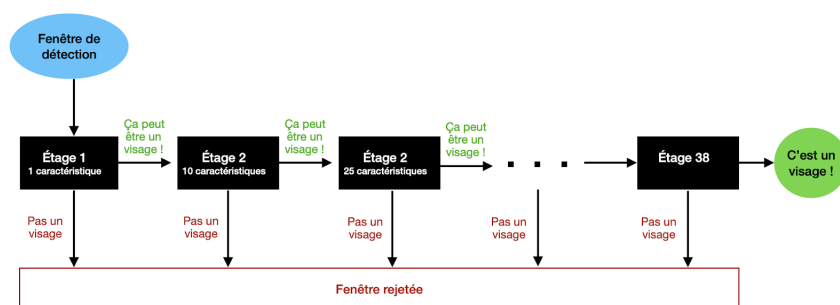 Fenêtre de
détection
Ça peut
être un
visage !
Ça peut
être un
visage !
Ça peut
être un
visage !
Étage 1
1 caractéristique
Étage 2
10 caractéristiques
Étage 2
25 caractéristiques
. . .
Étage 38
C'est un
visage !
Pas un
visage
Pas un
visage
Pas un
visage
Pas un
visage
Pas un
visage
Fenêtre rejetée